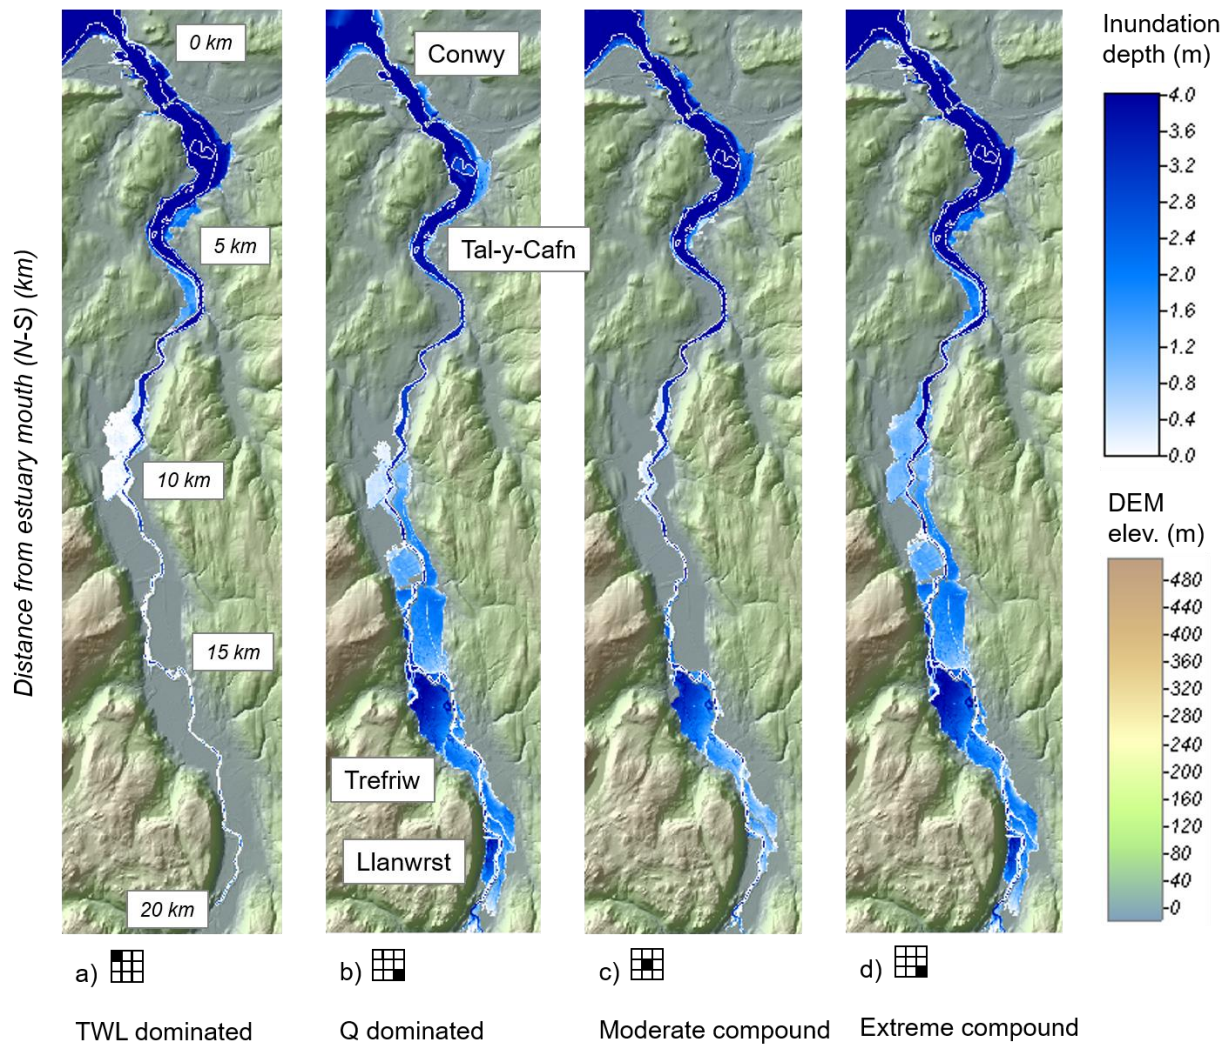 Distance from estuary mouth (N-S) (km)
0 km
Conwy
5 km
Tal-y-Cafn
10 km
15 km
Trefriw
Llanwrst
20 km
a)
TWL dominated
b)
Q dominated
c)
Moderate compound
d)
Extreme compound
Inundation
depth (m)
4.0
3.6
3.2
2.8
2.4
2.0
1.6
1.2
0.8
0.4
0.0
DEM
elev. (m)
480
440
400
360
320
280
240
200
160
120
80
40
0